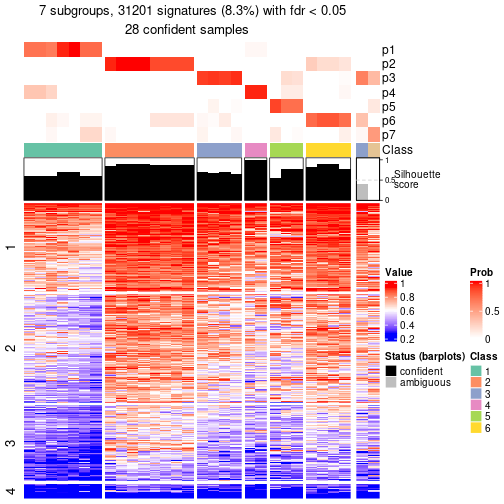 7 subgroups, 31201 signatures (8.3%) with fdr < 0.05
28 confident samples
p1
p2
p3
p4
p5
p6
p7
Class
1
0.5
0
Silhouette
score
1
2
3
4
Value
1
0.8
0.6
0.4
0.2
Prob
1
0.5
0
Status (barplots)
confident
ambiguous
Class
1
2
3
4
5
6